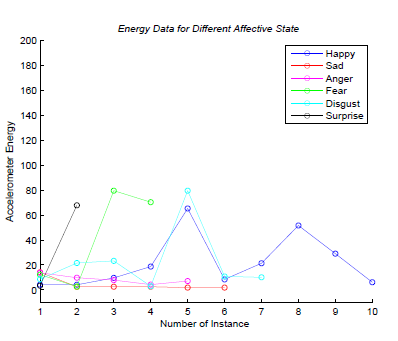 Energy Data for Different Affective State
200
180
160
140
120
100
80
60
40
20
0
Accelerometer Energy
Happy
Sad
Anger
Fear
Disgust
Surprise
1 2 3 4 5 6 7 8 9 10
Number of Instance